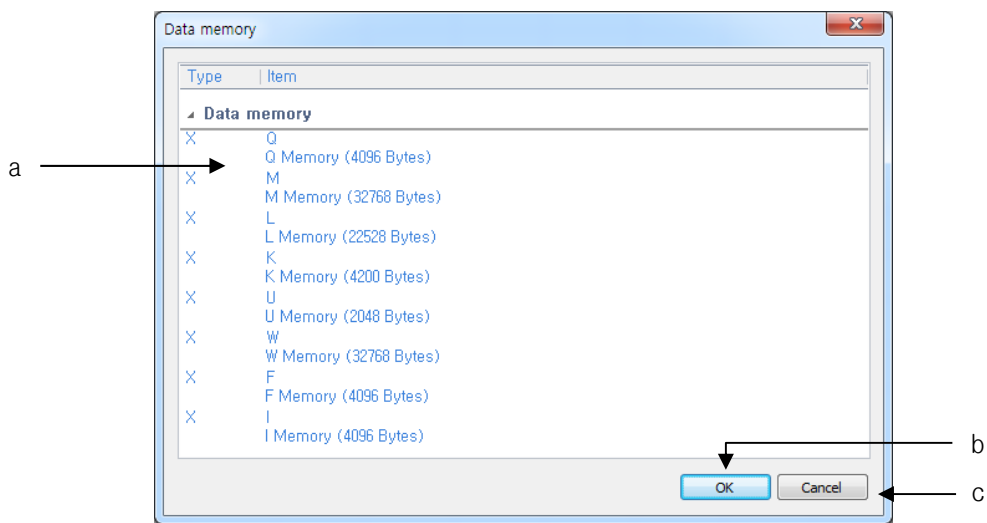 Data memory
Type Item
Data memory
X Q
Q Memory (4096 Bytes)
a
X M
M Memory (32768 Bytes)
X L
L Memory (22528 Bytes)
X K
K Memory (4200 Bytes)
X U
U Memory (2048 Bytes)
X W
W Memory (32768 Bytes)
X F
F Memory (4096 Bytes)
X I
I Memory (4096 Bytes)
b
OK Cancel
c